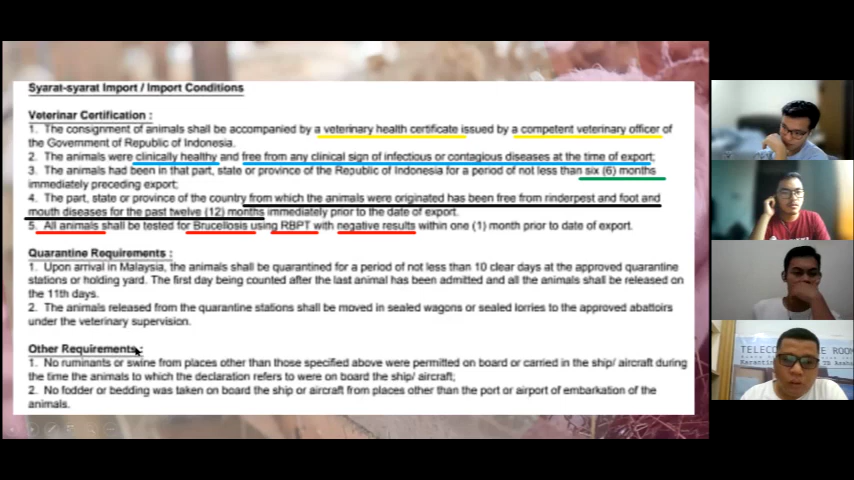 Syarat-syarat Import / Import Conditions
Veterinar Certification :
1. The consignment of animals shall be accompanied by a veterinary health certificate issued by a competent veterinary officer of
the Government of Republic of Indonesia.
2. The animals were clinically healthy and free from any clinical sign of infectious or contagious diseases at the time of export;
3. The animals had been in that part, state or province of the Republic of Indonesia for a period of not less than six (6) months
immediately preceding export;
4. The part, state or province of the country from which the animals were originated has been free from rinderpest and foot and
mouth diseases for the past twelve (12) months immediately prior to the date of export.
5. All animals shall be tested for Brucellosis using RBPT with negative results within one (1) month prior to date of export.
Quarantine Requirements :
1. Upon arrival in Malaysia, the animals shall be quarantined for a period of not less than 10 clear days at the approved quarantine
stations or holding yard. The first day being counted after the last animal has been admitted and all the animals shall be released on
the 11th days.
2. The animals released from the quarantine stations shall be moved in sealed wagons or sealed lorries to the approved abattoirs
under the veterinary supervision.
Other Requirements :
1. No ruminants or swine from places other than those specified above were permitted on board or carried in the ship/ aircraft during
the time the animals to which the declaration refers to were on board the ship/ aircraft;
2. No fodder or bedding was taken on board the ship or aircraft from places other than the port or airport of embarkation of the
animals.